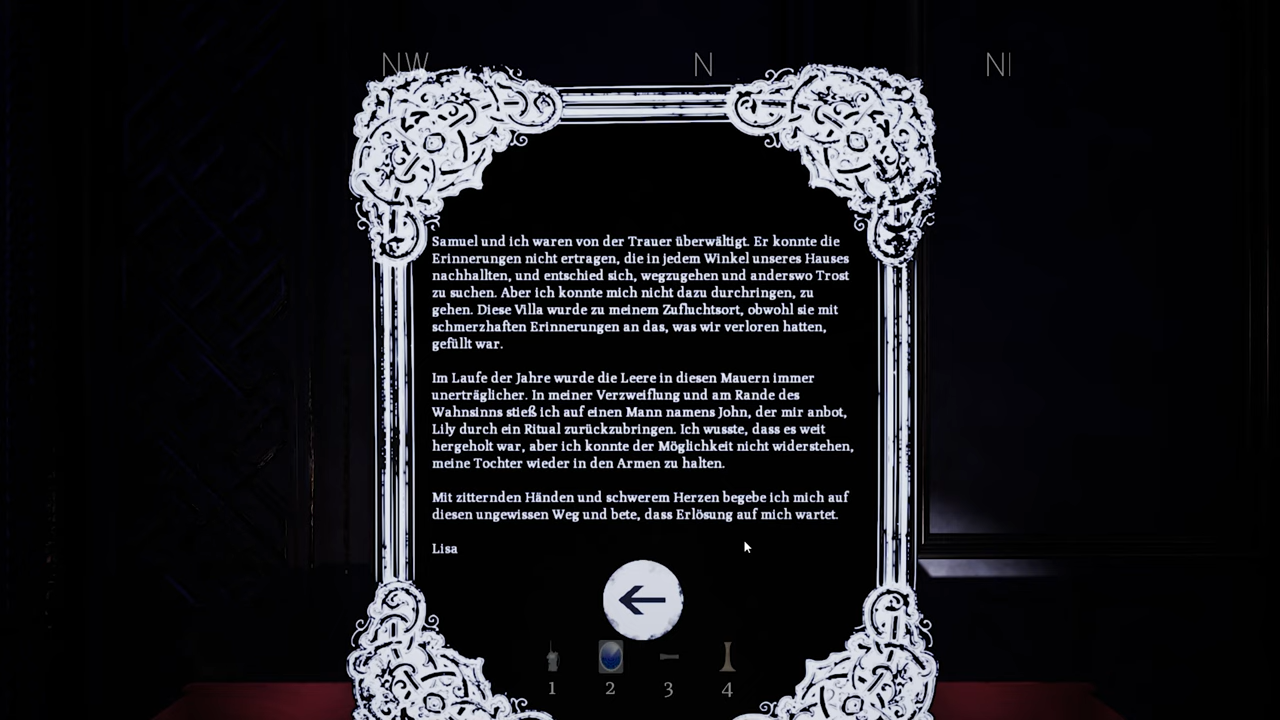 NW N
Samuel und ich waren von der Trauer überwältigt. Er konnte die
Erinnerungen nicht ertragen, die in jedem Winkel unseres Hauses
nachhallten, und entschied sich, wegzugehen und anderswo Trost
zu suchen. Aber ich konnte mich nicht dazu durchringen, zu
gehen. Diese Villa wurde zu meinem Zufluchtsort, obwohl sie mit
schmerzhaften Erinnerungen an das, was wir verloren hatten,
gefüllt war.
Im Laufe der Jahre wurde die Leere in diesen Mauern immer
unerträglicher. In meiner Verzweiflung und am Rande des
Wahnsinns stieß ich auf einen Mann namens John, der mir anbot,
Lily durch ein Ritual zurückzubringen. Ich wusste, dass es weit
hergeholt war, aber ich konnte der Möglichkeit nicht widerstehen,
meine Tochter wieder in den Armen zu halten.
Mit zitternden Händen und schwerem Herzen begebe ich mich auf
diesen ungewissen Weg und bete, dass Erlösung auf mich wartet.
Lisa
1 2 3 4